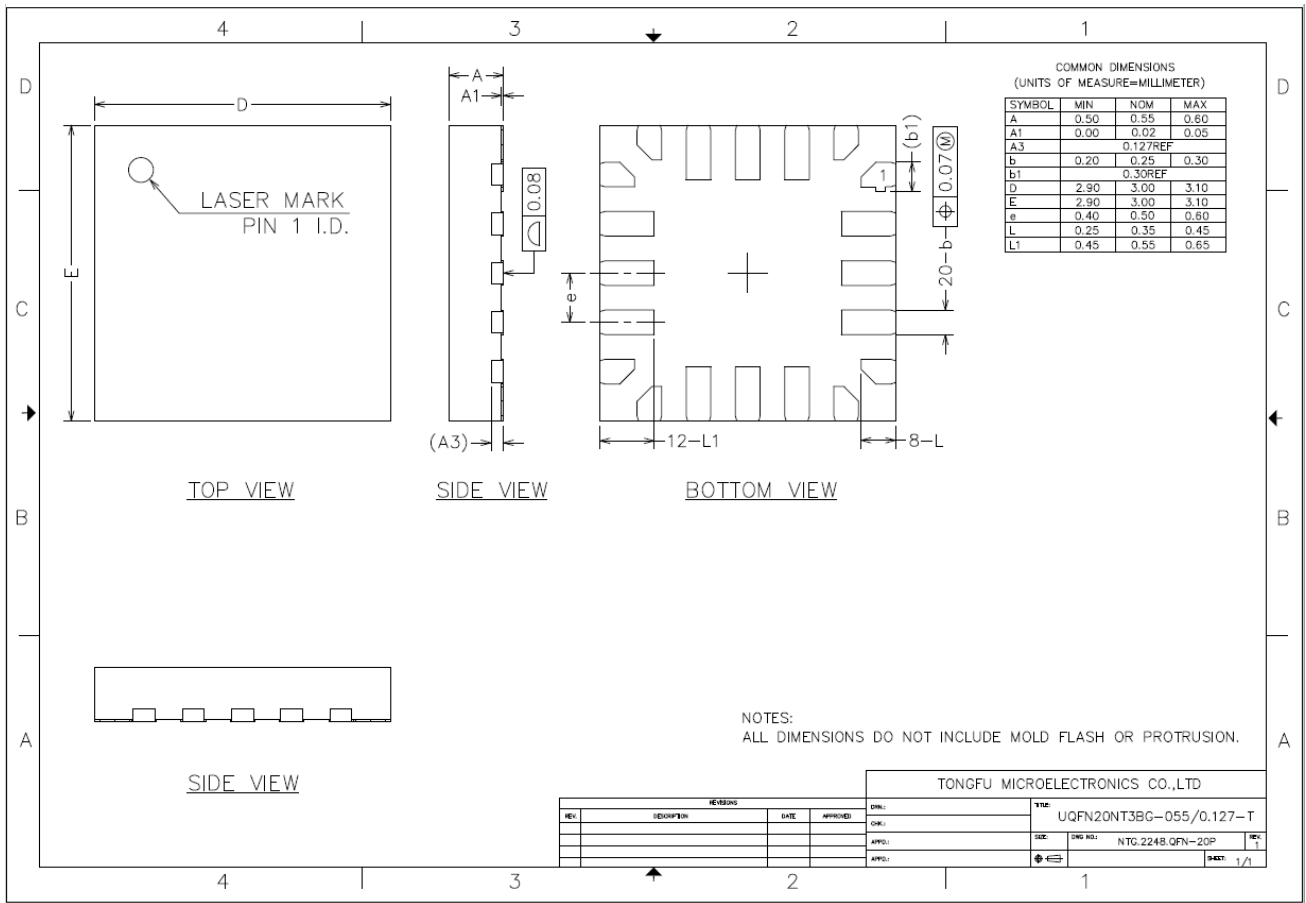 4 3 2 1
D D
C C
B B
A A
D
E
LASER MARK
PIN 1 I.D.
TOP VIEW
A
A1
0.08
(A3)
SIDE VIEW
e
1
(b1)
0.07 Ⓜ
20-b
12-L1
8-L
BOTTOM VIEW
COMMON DIMENSIONS
(UNITS OF MEASURE=MILLIMETER)
SYMBOL MIN NOM MAX
A 0.50 0.55 0.60
A1 0.00 0.02 0.05
A3 0.127REF
b 0.20 0.25 0.30
b1 0.30REF
D 2.90 3.00 3.10
E 2.90 3.00 3.10
e 0.40 0.50 0.60
L 0.25 0.35 0.45
L1 0.45 0.55 0.65
SIDE VIEW
NOTES:
ALL DIMENSIONS DO NOT INCLUDE MOLD FLASH OR PROTRUSION.
REVISIONS
REV. DESCRIPTION DATE APPROVED
TONGFU MICROELECTRONICS CO.,LTD
DRN.:
CHK.:
APPD.:
APPD.:
TITLE:
UQFN20NT3BG-055/0.127-T
SIZE: DWG NO.: NTG.2248.QFN-20P REV. 1
SHEET: 1/1
4 3 2 1